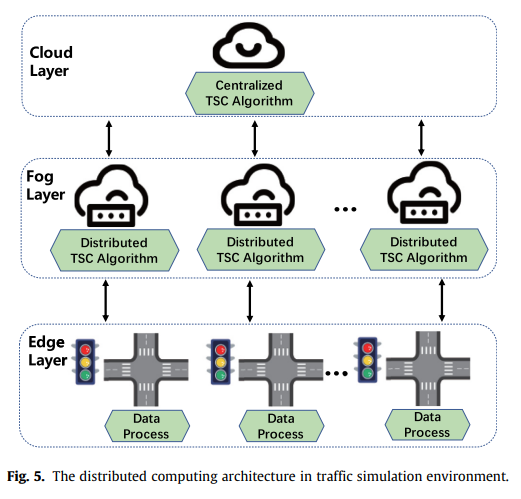 Cloud
Layer
Centralized
TSC Algorithm
Fog
Layer
...
Distributed
TSC Algorithm
Distributed
TSC Algorithm
Distributed
TSC Algorithm
Edge
Layer
...
Data
Process
Data
Process
Data
Process
Fig. 5. The distributed computing architecture in traffic simulation environment.